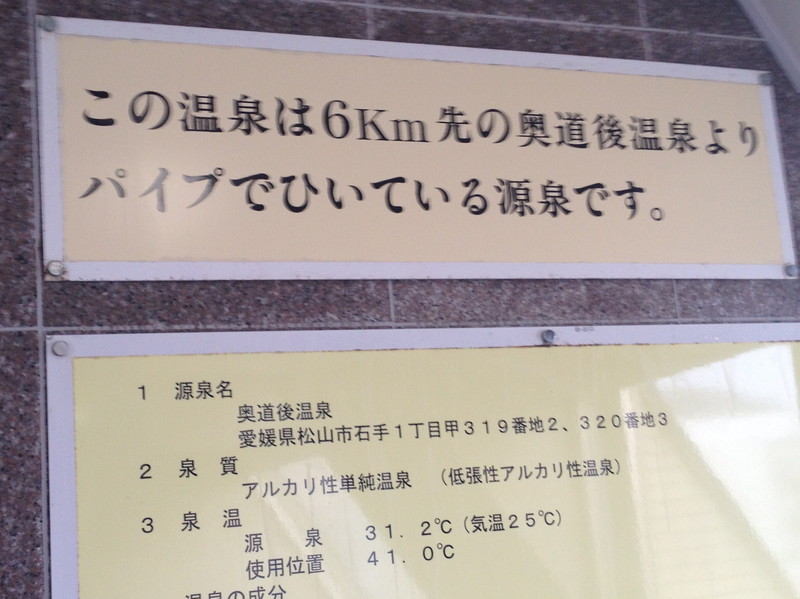 この温泉は6Km先の奥道後温泉より
パイプでひいている源泉です。
1 源泉名
奥道後温泉
愛媛県松山市石手1丁目甲319番地2、320番地3
2 泉 質
アルカリ性単純温泉 (低張性アルカリ性温泉)
3 泉 温
源 泉 31.2℃(気温25℃)
使用位置 41.0℃
温泉の成分